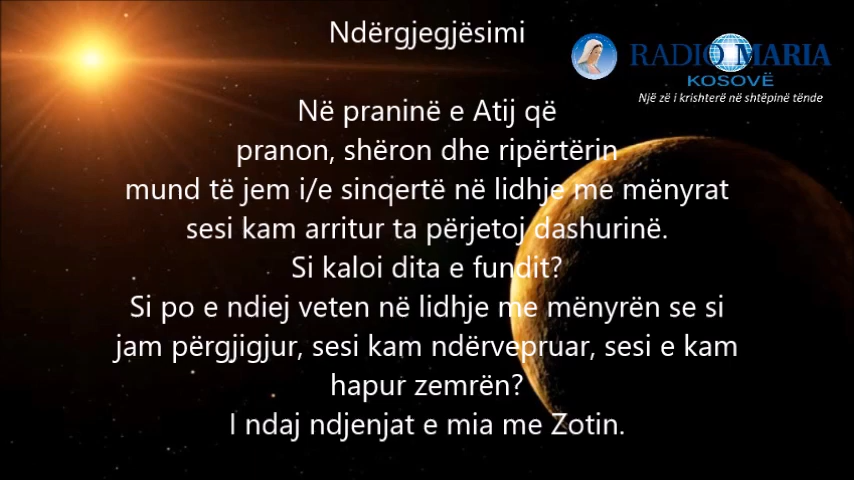 Ndërgjegjësimi
RADIO MARIA
KOSOVË
Një zë i krishterë në shtëpinë tënde
Në praninë e Atij që
pranon, shëron dhe ripërtërin
mund të jem i/e sinqertë në lidhje me mënyrat
sesi kam arritur ta përjetoj dashurinë.
Si kaloi dita e fundit?
Si po e ndiej veten në lidhje me mënyrën se si
jam përgjigjur, sesi kam ndërvepruar, sesi e kam
hapur zemrën?
I ndaj ndjenjat e mia me Zotin.